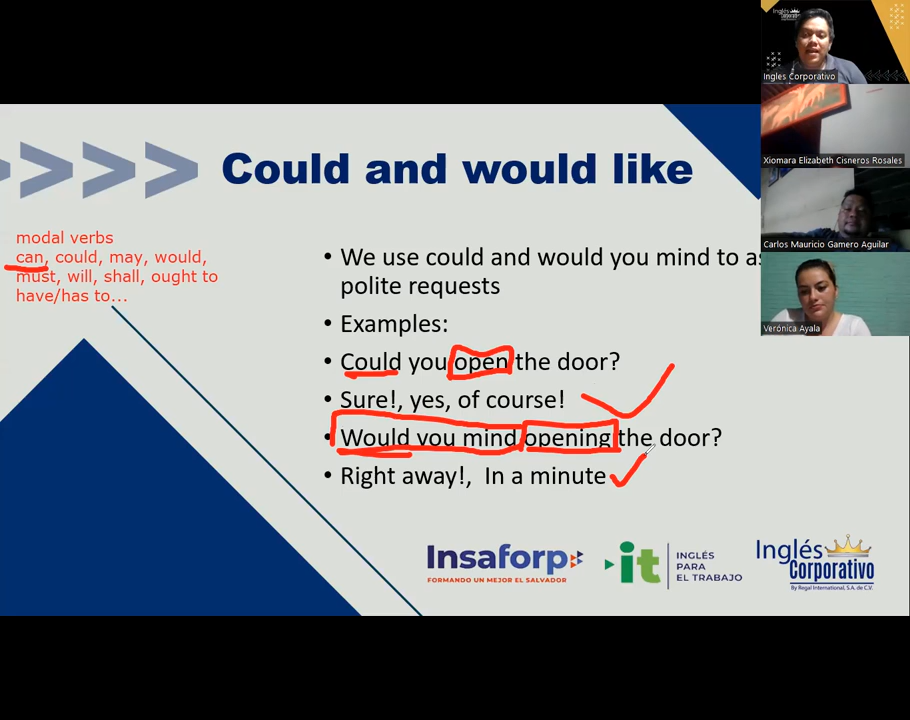 Could and would like
modal verbs
can, could, may, would,
must, will, shall, ought to
have/has to...
• We use could and would you mind to as
polite requests
• Examples:
• Could you open the door?
• Sure!, yes, of course!
• Would you mind opening the door?
• Right away!, In a minute
Insaforp
FORMANDO UN MEJOR EL SALVADOR
it
INGLÉS
PARA
EL TRABAJO
Inglés
Corporativo
By Regal International, S.A. de C.V.
Inglés
Corporativo
Ingles Corporativo
Xiomara Elizabeth Cisneros Rosales
Carlos Mauricio Gamero Aguilar
Verónica Ayala